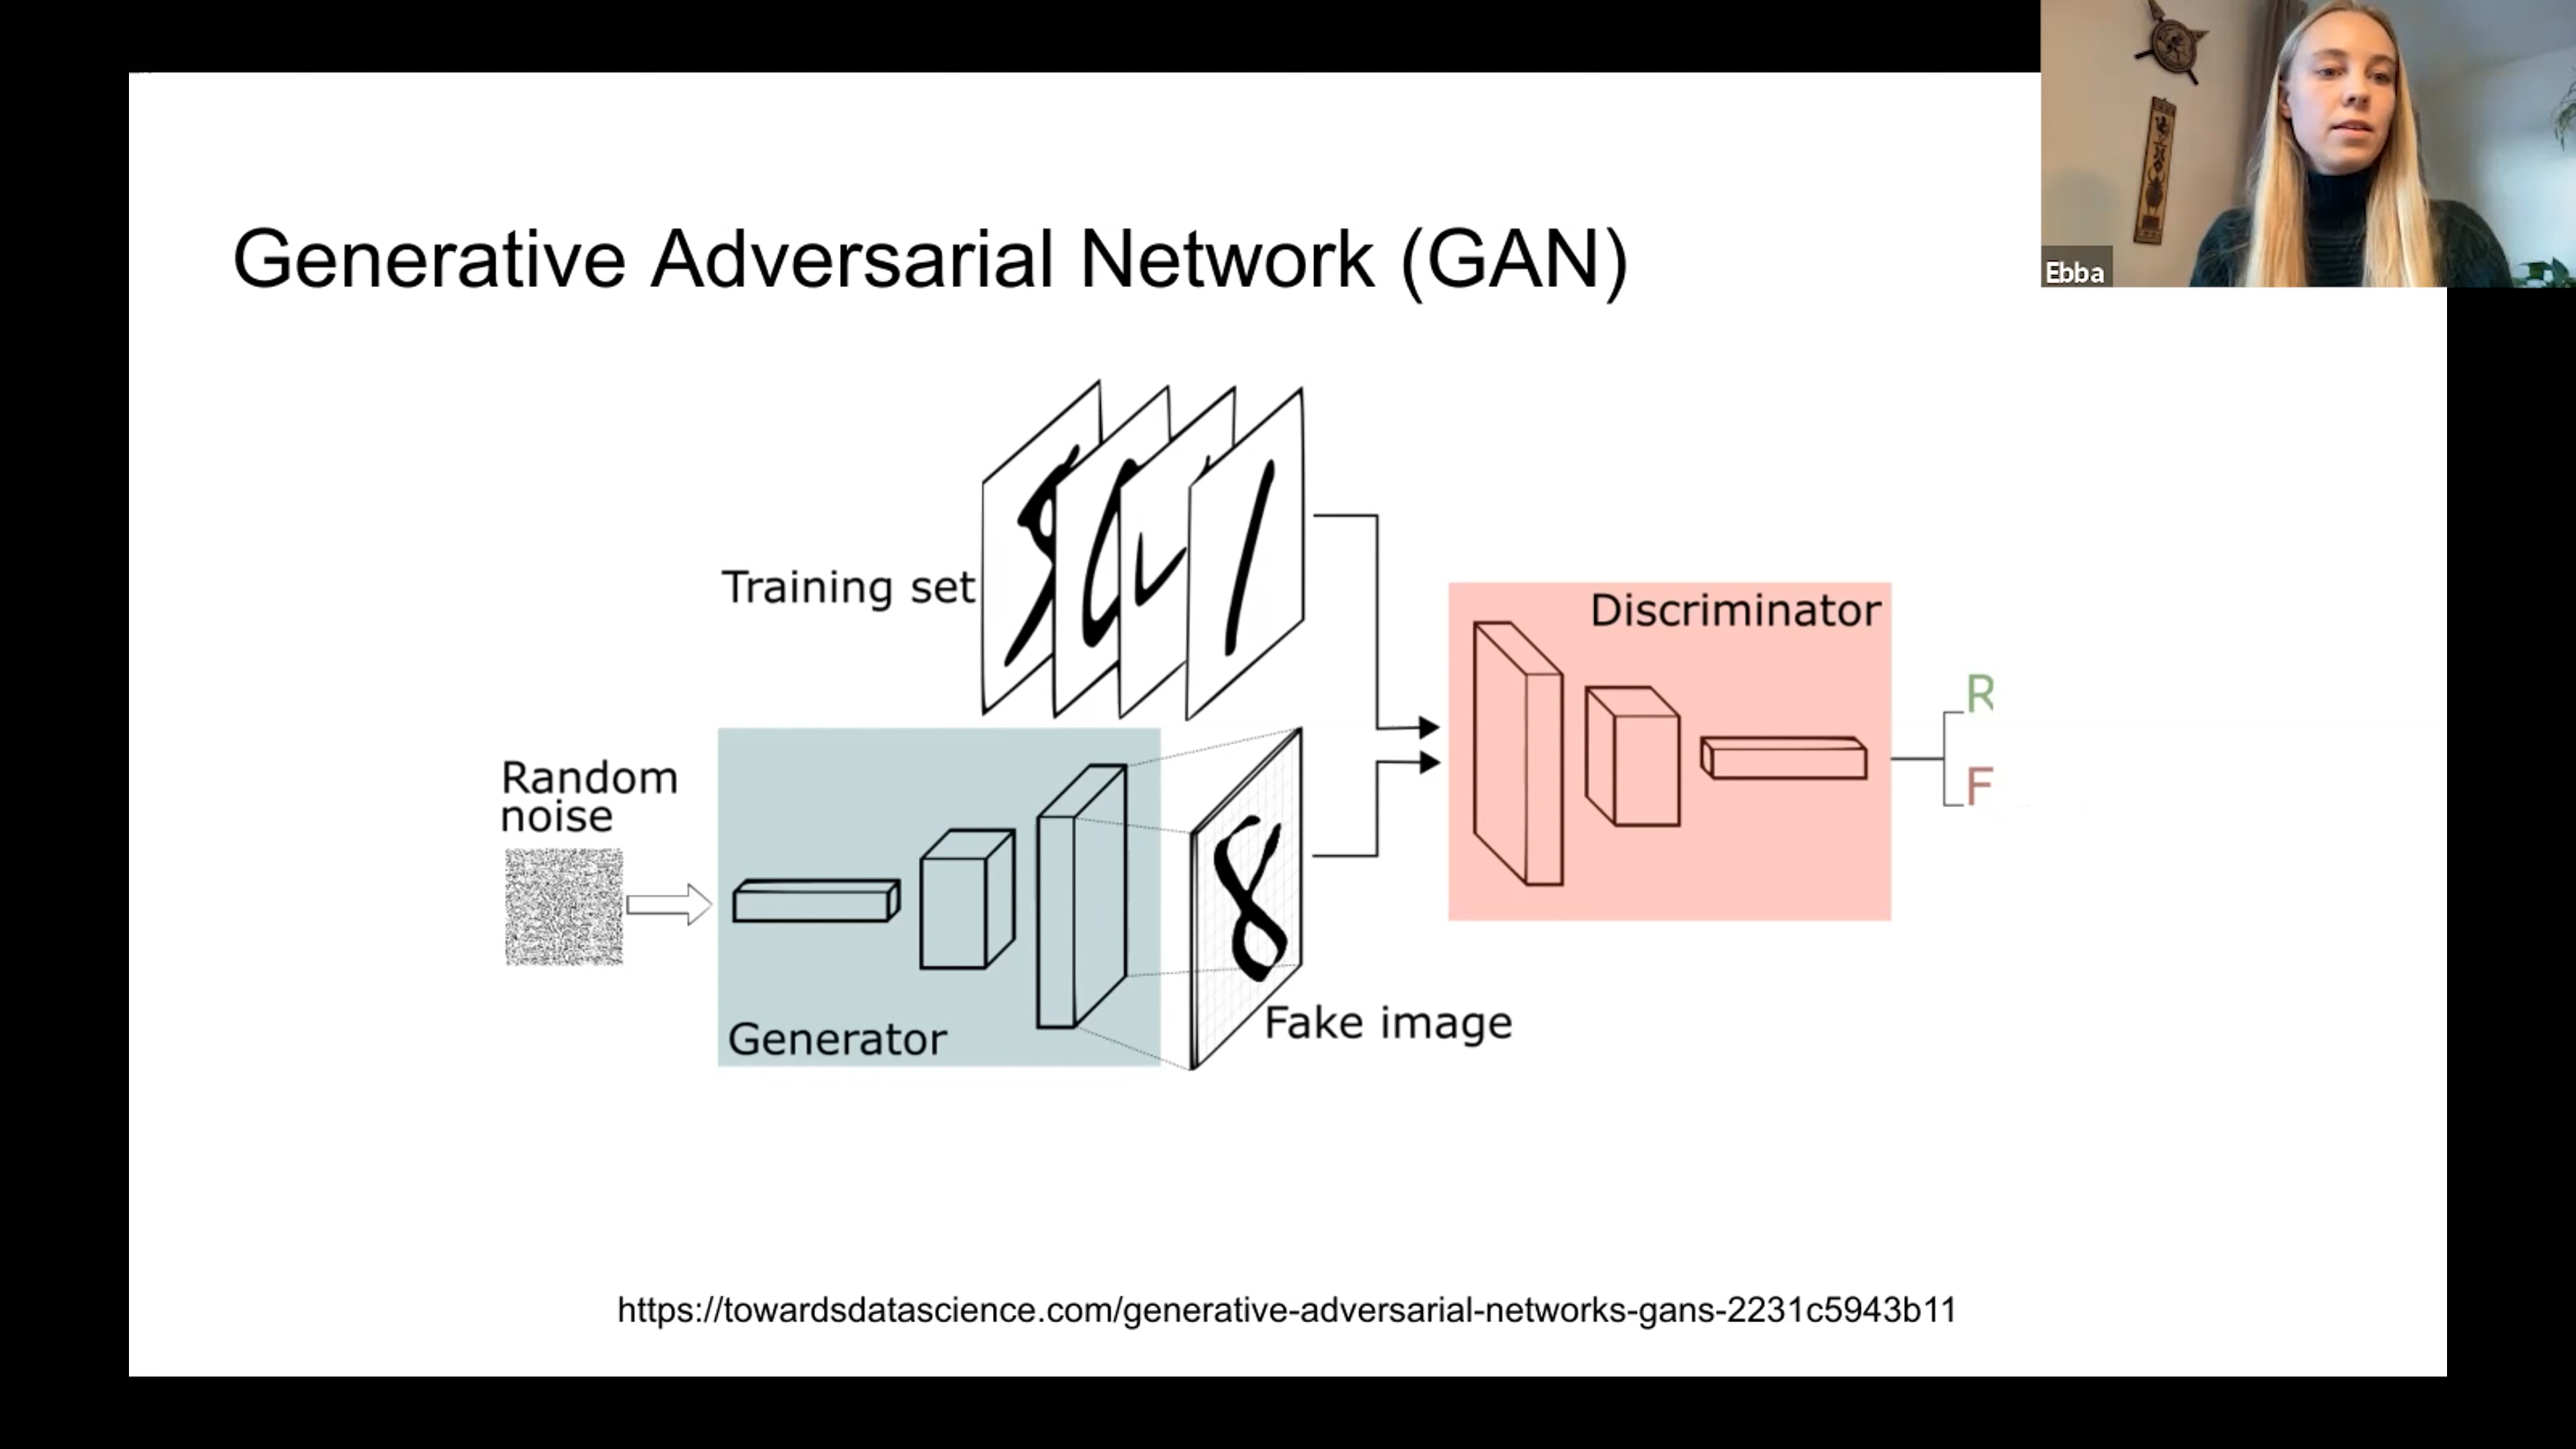 Ebba
Generative Adversarial Network (GAN)
Training set
Discriminator
R
Random
noise
F
8
Generator
Fake image
https://towardsdatascience.com/generative-adversarial-networks-gans-2231c5943b11